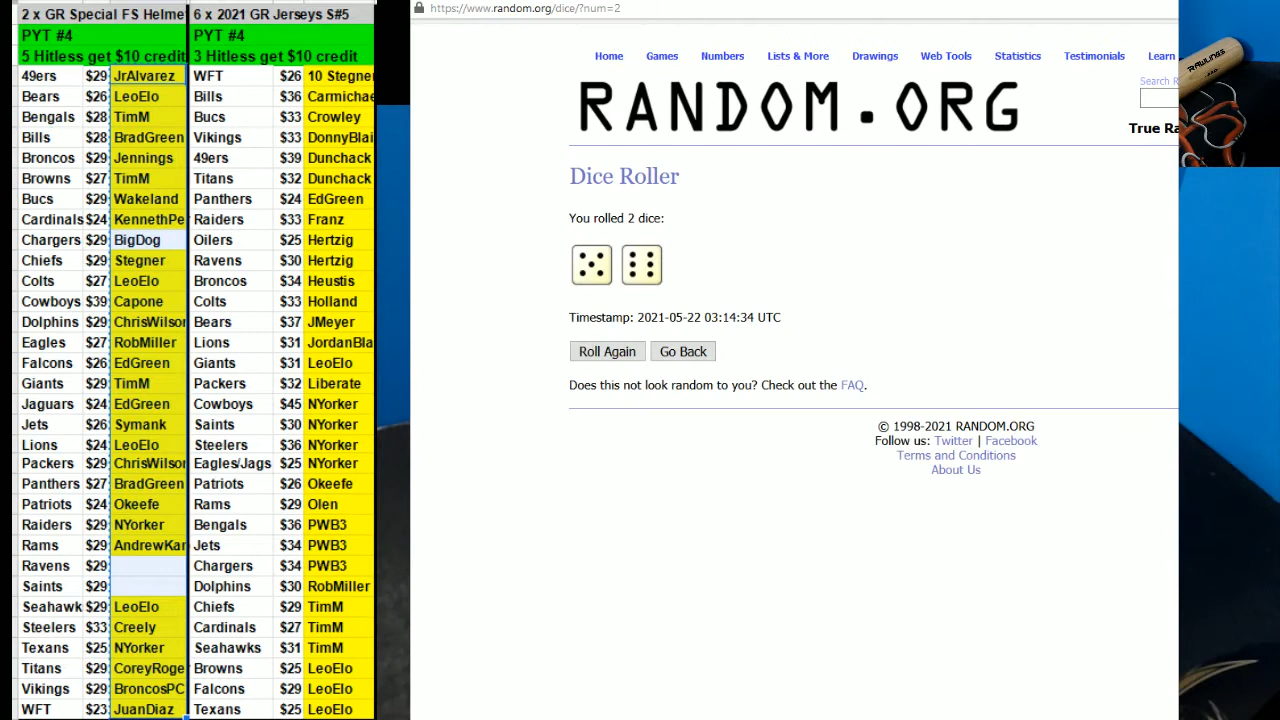 2 x GR Special FS Helme
PYT #4
5 Hitless get $10 credit
49ers $29 JrAlvarez
Bears $26 LeoElo
Bengals $28 TimM
Bills $28 BradGreen
Broncos $29 Jennings
Browns $27 TimM
Bucs $29 Wakeland
Cardinals $24 KennethPe
Chargers $29 BigDog
Chiefs $29 Stegner
Colts $27 LeoElo
Cowboys $39 Capone
Dolphins $29 ChrisWilson
Eagles $27 RobMiller
Falcons $26 EdGreen
Giants $29 TimM
Jaguars $24 EdGreen
Jets $26 Symank
Lions $24 LeoElo
Packers $29 ChrisWilson
Panthers $27 BradGreen
Patriots $24 Okeefe
Raiders $29 NYorker
Rams $29 AndrewKar
Ravens $29
Saints $29
Seahawk $29 LeoElo
Steelers $33 Creely
Texans $25 NYorker
Titans $29 CoreyRoge
Vikings $29 BroncosPC
WFT $23 JuanDiaz
6 x 2021 GR Jerseys S#5
PYT #4
3 Hitless get $10 credit
WFT $26 10 Stegner
Bills $36 Carmichae
Bucs $33 Crowley
Vikings $33 DonnyBlai
49ers $39 Dunchack
Titans $32 Dunchack
Panthers $24 EdGreen
Raiders $33 Franz
Oilers $25 Hertzig
Ravens $30 Hertzig
Broncos $34 Heustis
Colts $33 Holland
Bears $37 JMeyer
Lions $31 JordanBla
Giants $31 LeoElo
Packers $32 Liberate
Cowboys $45 NYorker
Saints $30 NYorker
Steelers $36 NYorker
Eagles/Jags $25 NYorker
Patriots $26 Okeefe
Rams $29 Olen
Bengals $36 PWB3
Jets $34 PWB3
Chargers $34 PWB3
Dolphins $30 RobMiller
Chiefs $29 TimM
Cardinals $27 TimM
Seahawks $31 TimM
Browns $25 LeoElo
Falcons $29 LeoElo
Texans $25 LeoElo
https://www.random.org/dice/?num=2
Home Games Numbers Lists & More Drawings Web Tools Statistics Testimonials Learn
Search R
RANDOM.ORG
True Ra
Dice Roller
You rolled 2 dice:
Timestamp: 2021-05-22 03:14:34 UTC
Roll Again Go Back
Does this not look random to you? Check out the FAQ.
© 1998-2021 RANDOM.ORG
Follow us: Twitter | Facebook
Terms and Conditions
About Us
RAWLINGS